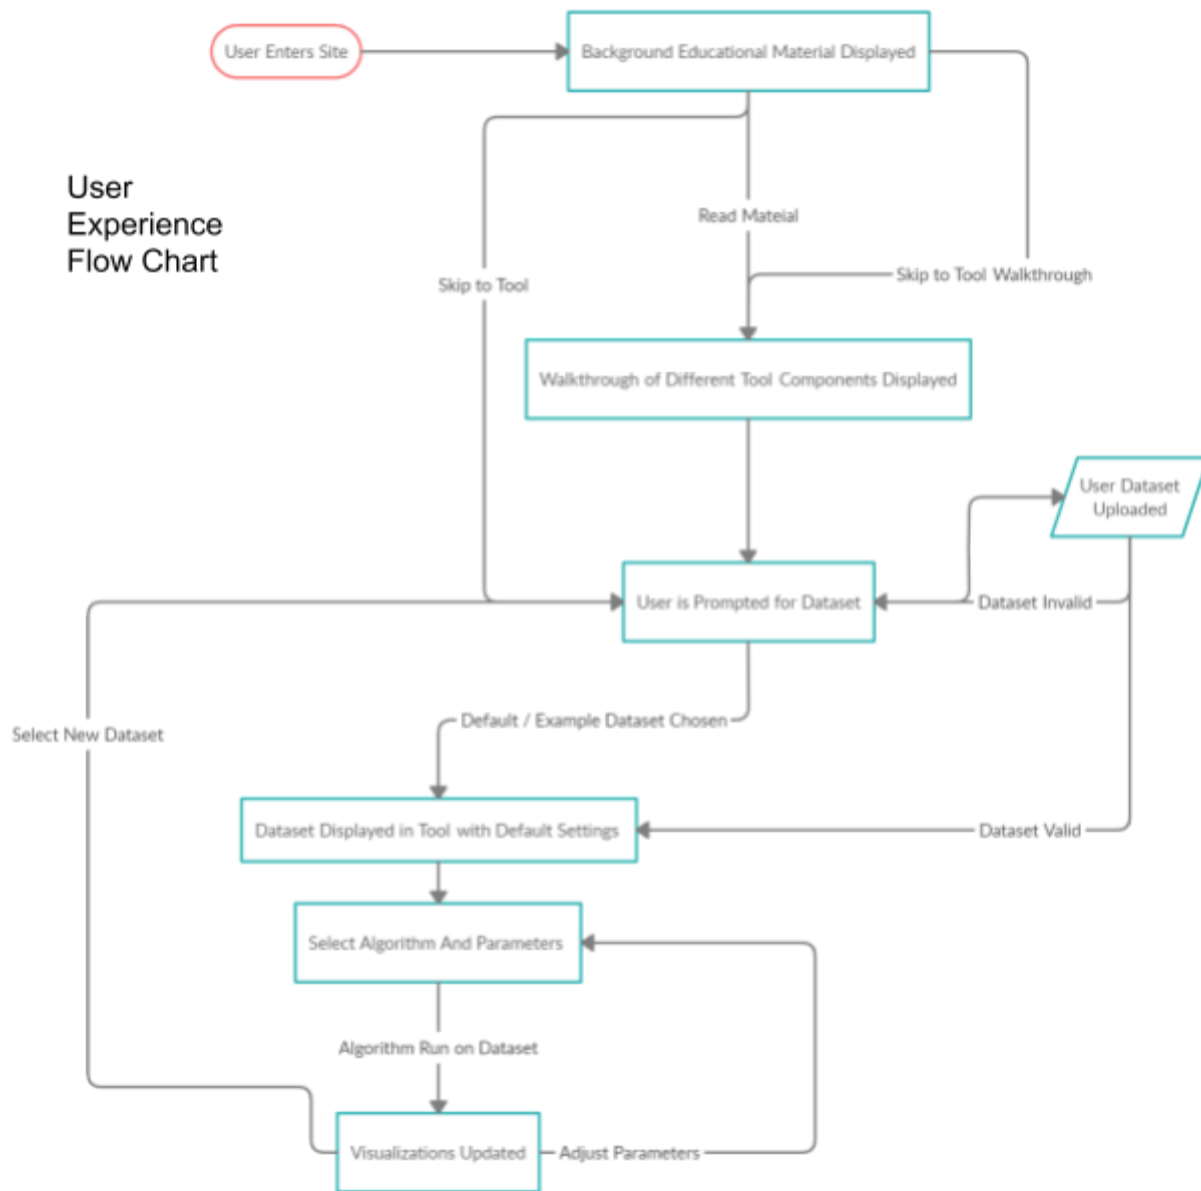 User Enters Site
Background Educational Material Displayed
User
Experience
Flow Chart
Read Mateial
Skip to Tool Walkthrough
Skip to Tool
Walkthrough of Different Tool Components Displayed
User Dataset
Uploaded
User is Prompted for Dataset
Dataset Invalid
Default / Example Dataset Chosen
Select New Dataset
Dataset Displayed in Tool with Default Settings
Dataset Valid
Select Algorithm And Parameters
Algorithm Run on Dataset
Visualizations Updated
Adjust Parameters